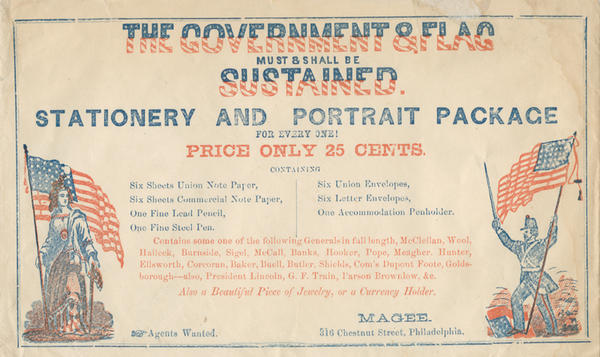 THE GOVERNMENT & FLAG
MUST & SHALL BE
SUSTAINED.
STATIONERY AND PORTRAIT PACKAGE
FOR EVERY ONE!
PRICE ONLY 25 CENTS.
CONTAINING
Six Sheets Union Note Paper,
Six Sheets Commercial Note Paper,
One Fine Lead Pencil,
One Fine Steel Pen.
Six Union Envelopes,
Six Letter Envelopes,
One Accommodation Penholder.
Contains some one of the following Generals in full length, McClellan, Wool,
Halleck, Burnside, Sigel, McCall, Banks, Hooker, Pope, Meagher, Hunter,
Ellsworth, Corcoran, Baker, Buell, Butler, Shields, Com's Dupont Foote, Golds-
borough—also, President Lincoln, G. F. Train, Parson Brownlow, &c.
Also a Beautiful Piece of Jewelry, or a Currency Holder.
☞Agents Wanted.
MAGEE.
316 Chestnut Street, Philadelphia.